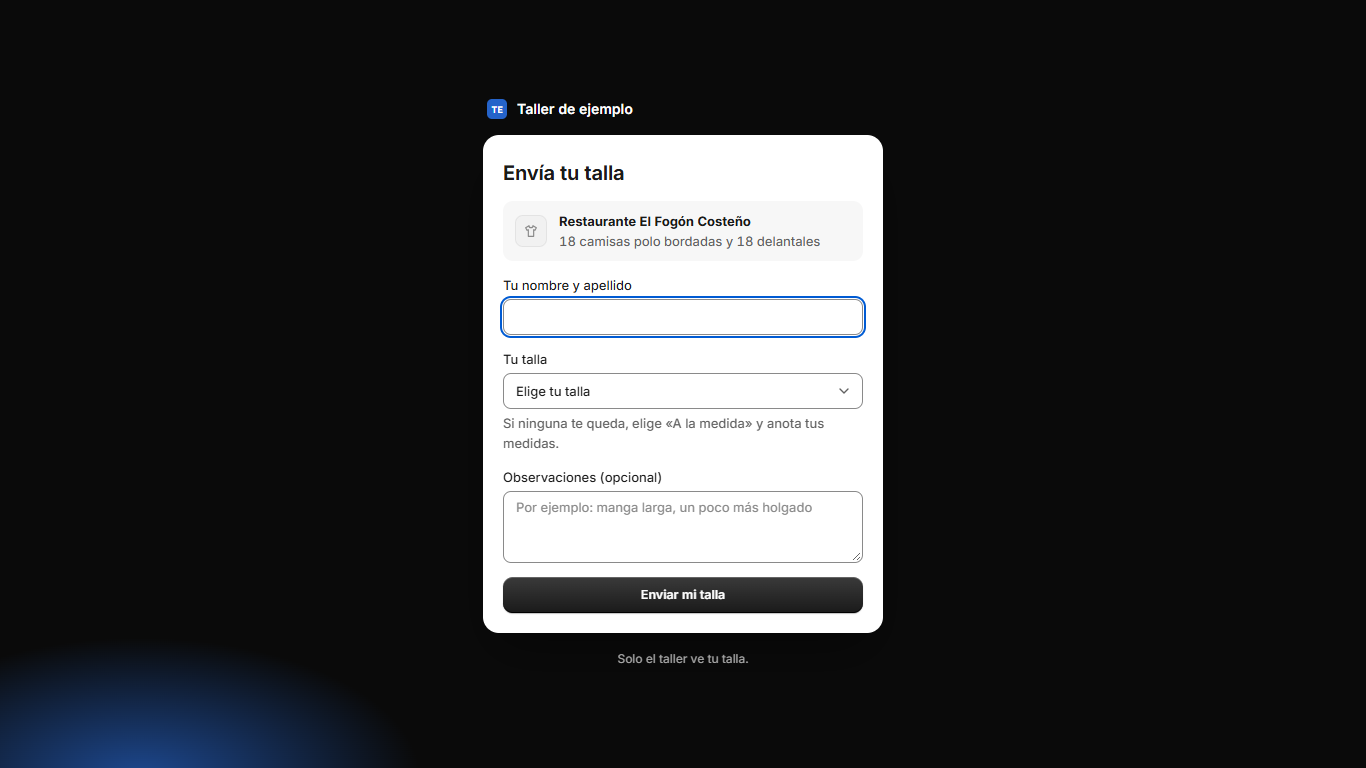 TE
Taller de ejemplo
Envía tu talla
Restaurante El Fogón Costeño
18 camisas polo bordadas y 18 delantales
Tu nombre y apellido
Tu talla
Elige tu talla
Si ninguna te queda, elige «A la medida» y anota tus
medidas.
Observaciones (opcional)
Por ejemplo: manga larga, un poco más holgado
Enviar mi talla
Solo el taller ve tu talla.